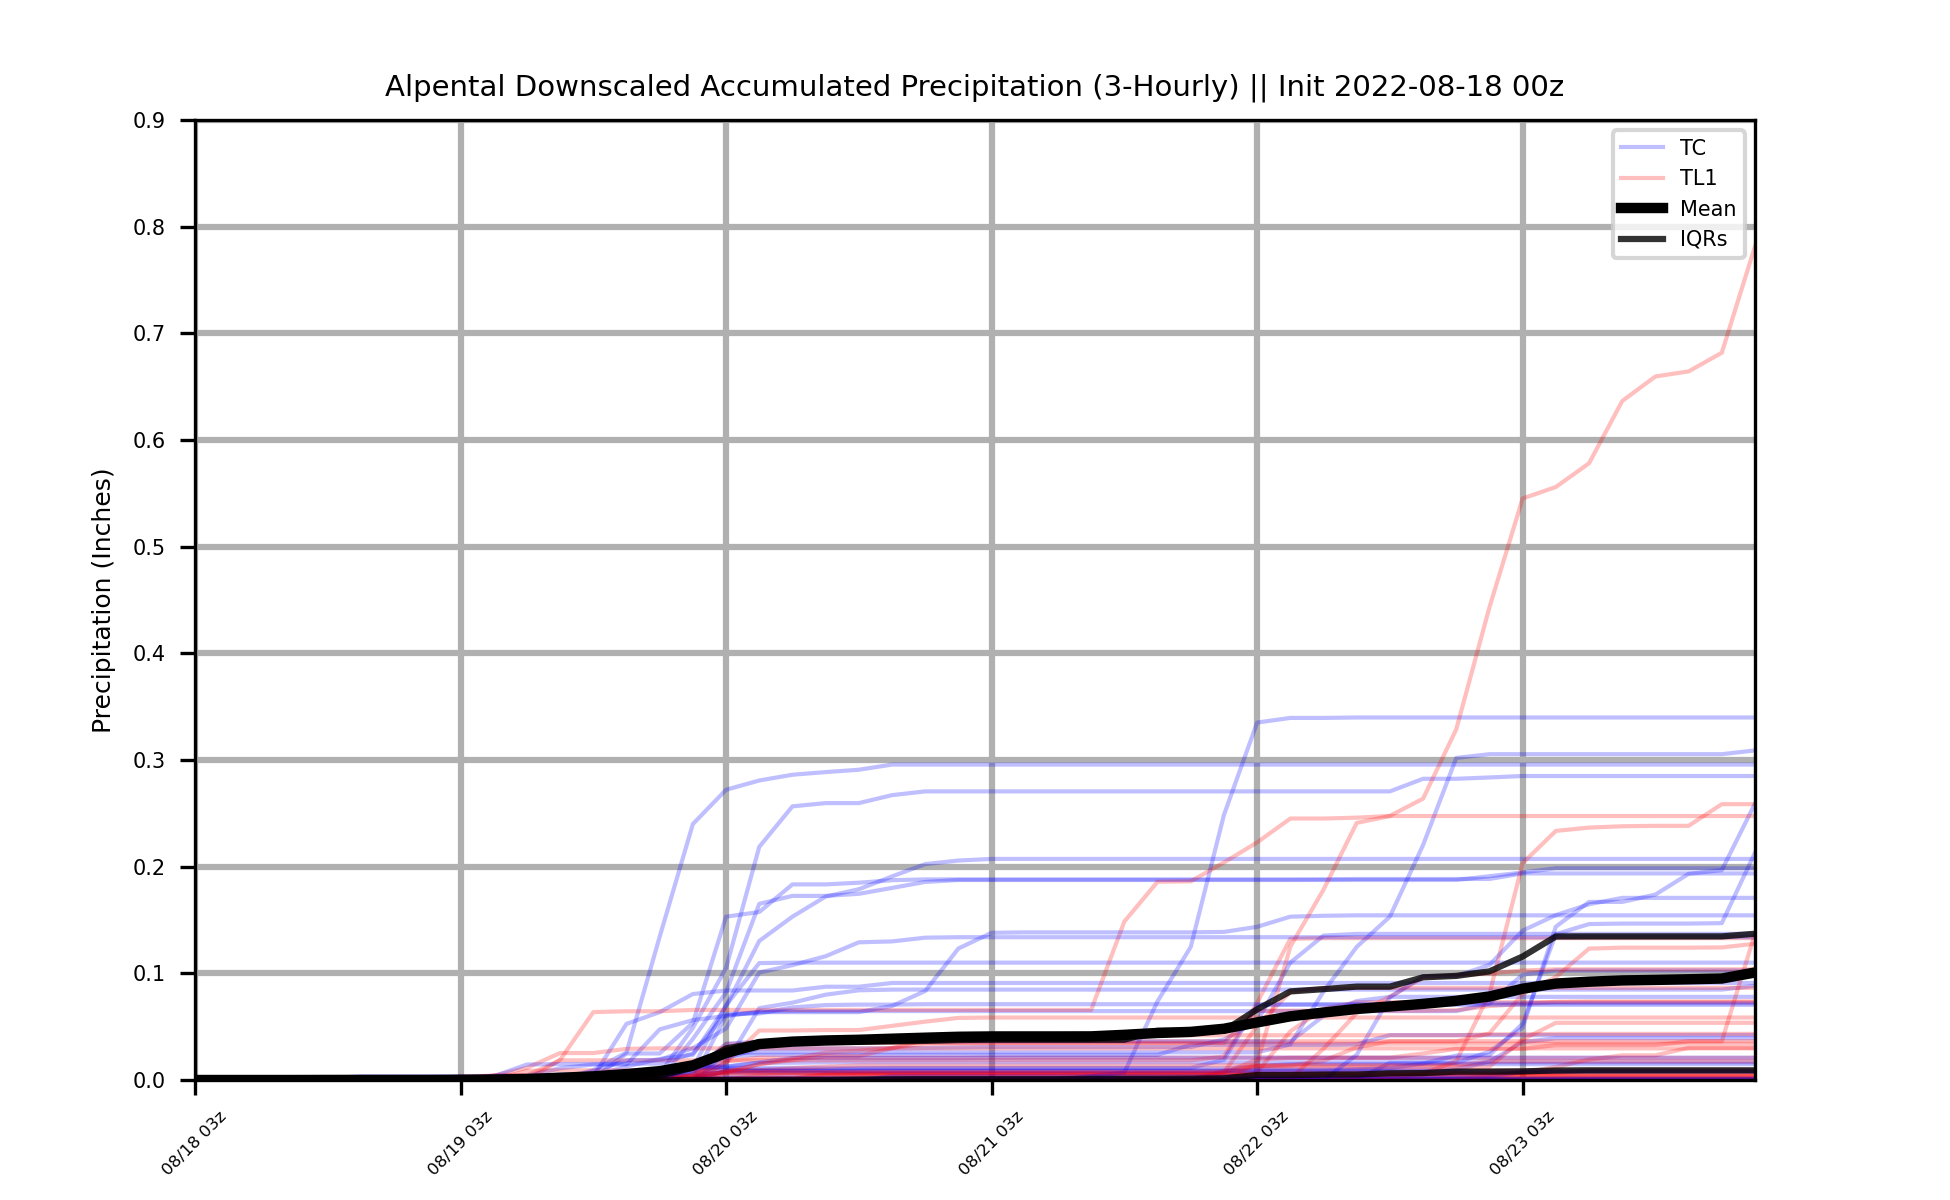 Alpental Downscaled Accumulated Precipitation (3-Hourly) || Init 2022-08-18 00z
TC
TL1
Mean
IQRs
Precipitation (Inches)
0.9
0.8
0.7
0.6
0.5
0.4
0.3
0.2
0.1
0.0
08/18 03z
08/19 03z
08/20 03z
08/21 03z
08/22 03z
08/23 03z